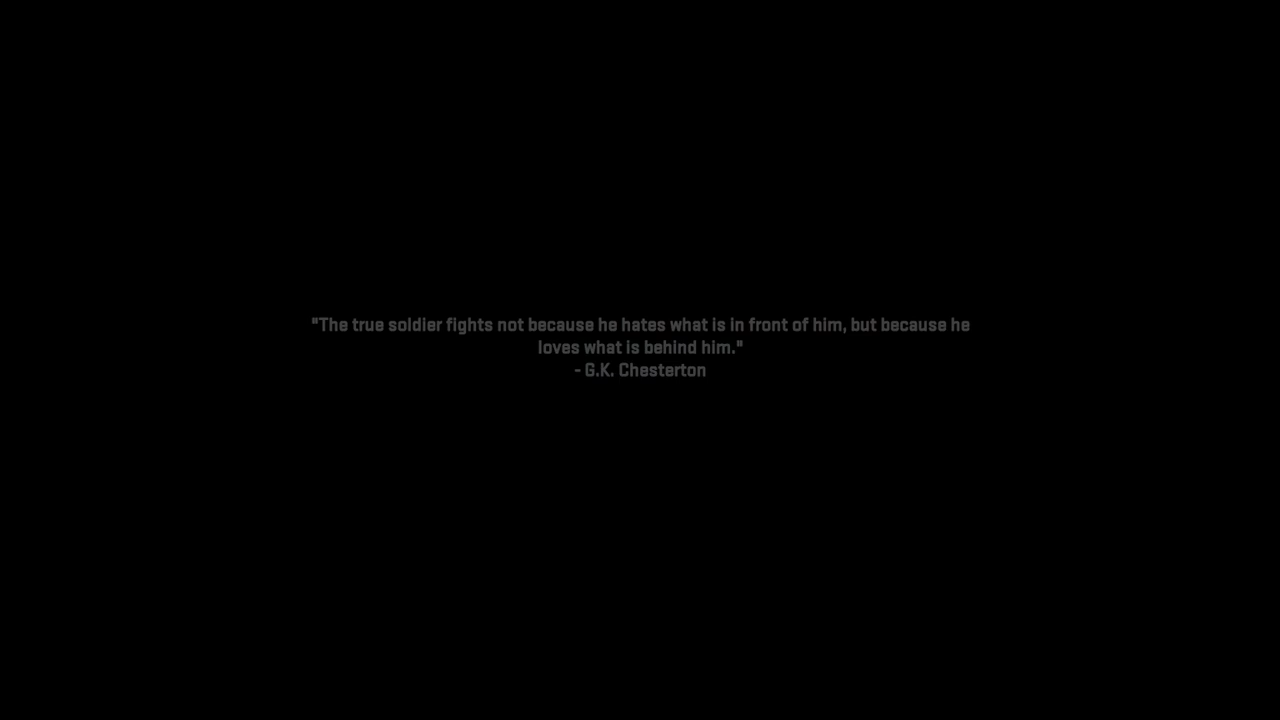 "The true soldier fights not because he hates what is in front of him, but because he
loves what is behind him."
- G.K. Chesterton